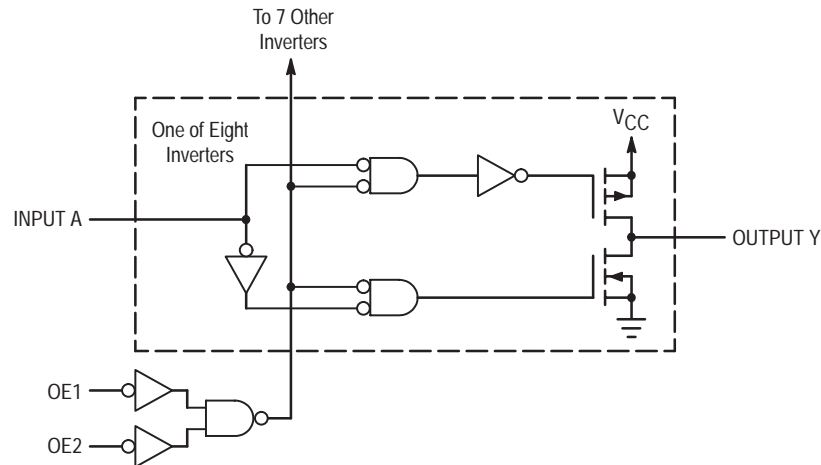 To 7 Other
Inverters
One of Eight
Inverters
VCC
INPUT A
OUTPUT Y
OE1
OE2